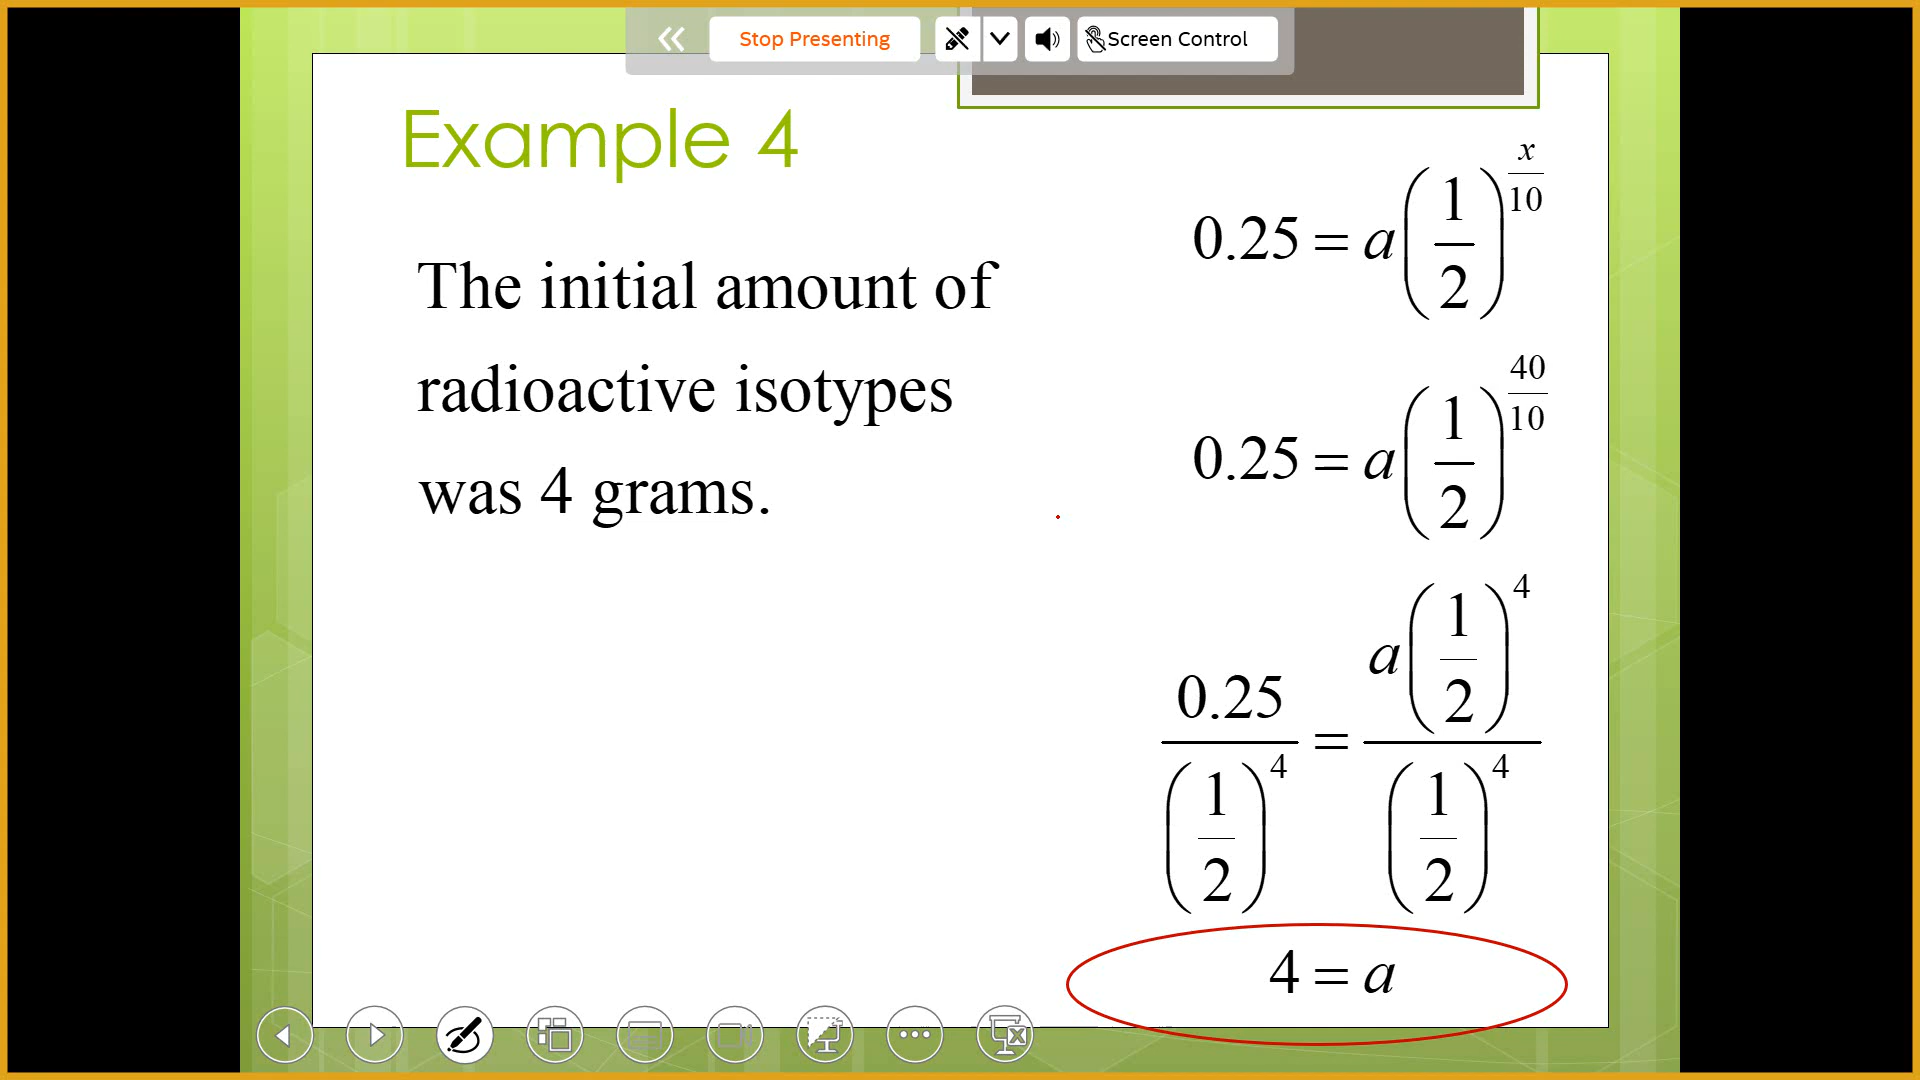 Stop Presenting
Screen Control
Example 4
The initial amount of
radioactive isotypes
was 4 grams.
0.25 = a(1/2)^(x/10)
0.25 = a(1/2)^(40/10)
0.25/(1/2)^4 = a(1/2)^4/(1/2)^4
4 = a